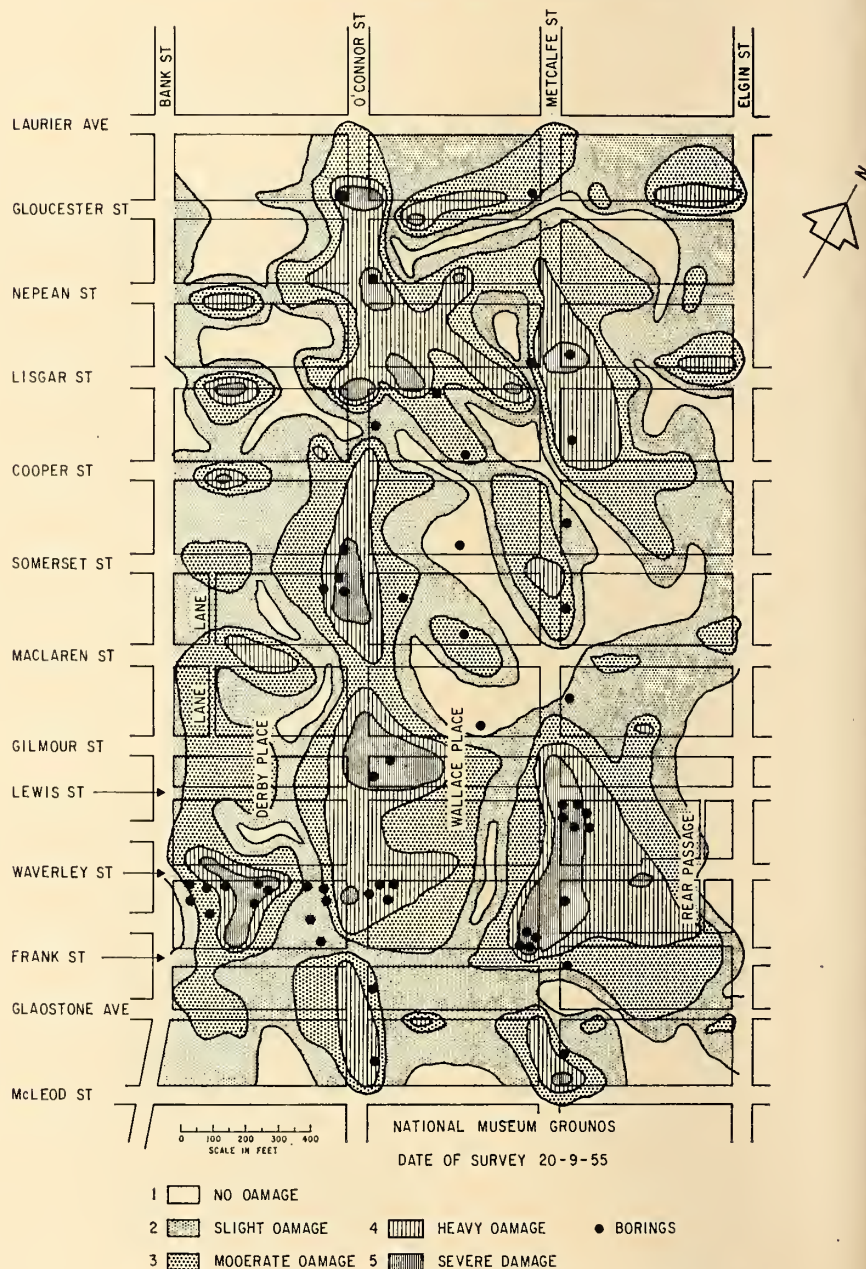 BANK ST
O'CONNOR ST
METCALFE ST
ELGIN ST
LAURIER AVE
N
GLOUCESTER ST
NEPEAN ST
LISGAR ST
COOPER ST
SOMERSET ST
LANE
MACLAREN ST
LANE
GILMOUR ST
DERBY PLACE
WALLACE PLACE
LEWIS ST
REAR PASSAGE
WAVERLEY ST
FRANK ST
GLAOSTONE AVE
McLEOD ST
0 100 200 300 400
SCALE IN FEET
NATIONAL MUSEUM GROUNOS
DATE OF SURVEY 20-9-55
1 NO OAMAGE
2 SLIGHT OAMAGE 4 HEAVY OAMAGE • BORINGS
3 MOOERATE OAMAGE 5 SEVERE DAMAGE